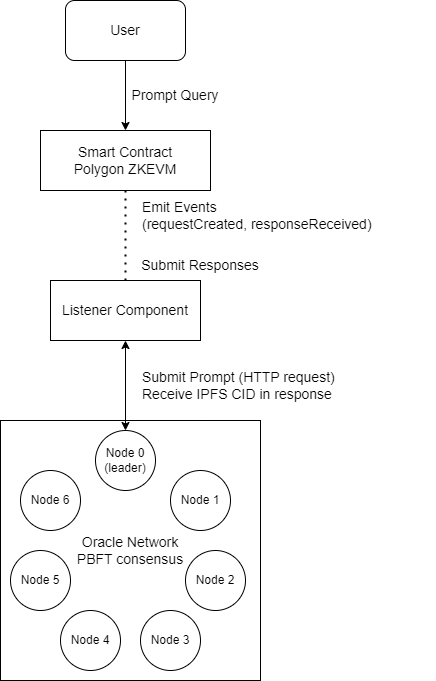 User
Prompt Query
Smart Contract
Polygon ZKEVM
Emit Events
(requestCreated, responseReceived)
Submit Responses
Listener Component
Submit Prompt (HTTP request)
Receive IPFS CID in response
Node 0
(leader)
Node 6
Node 1
Oracle Network
PBFT consensus
Node 5
Node 2
Node 4
Node 3